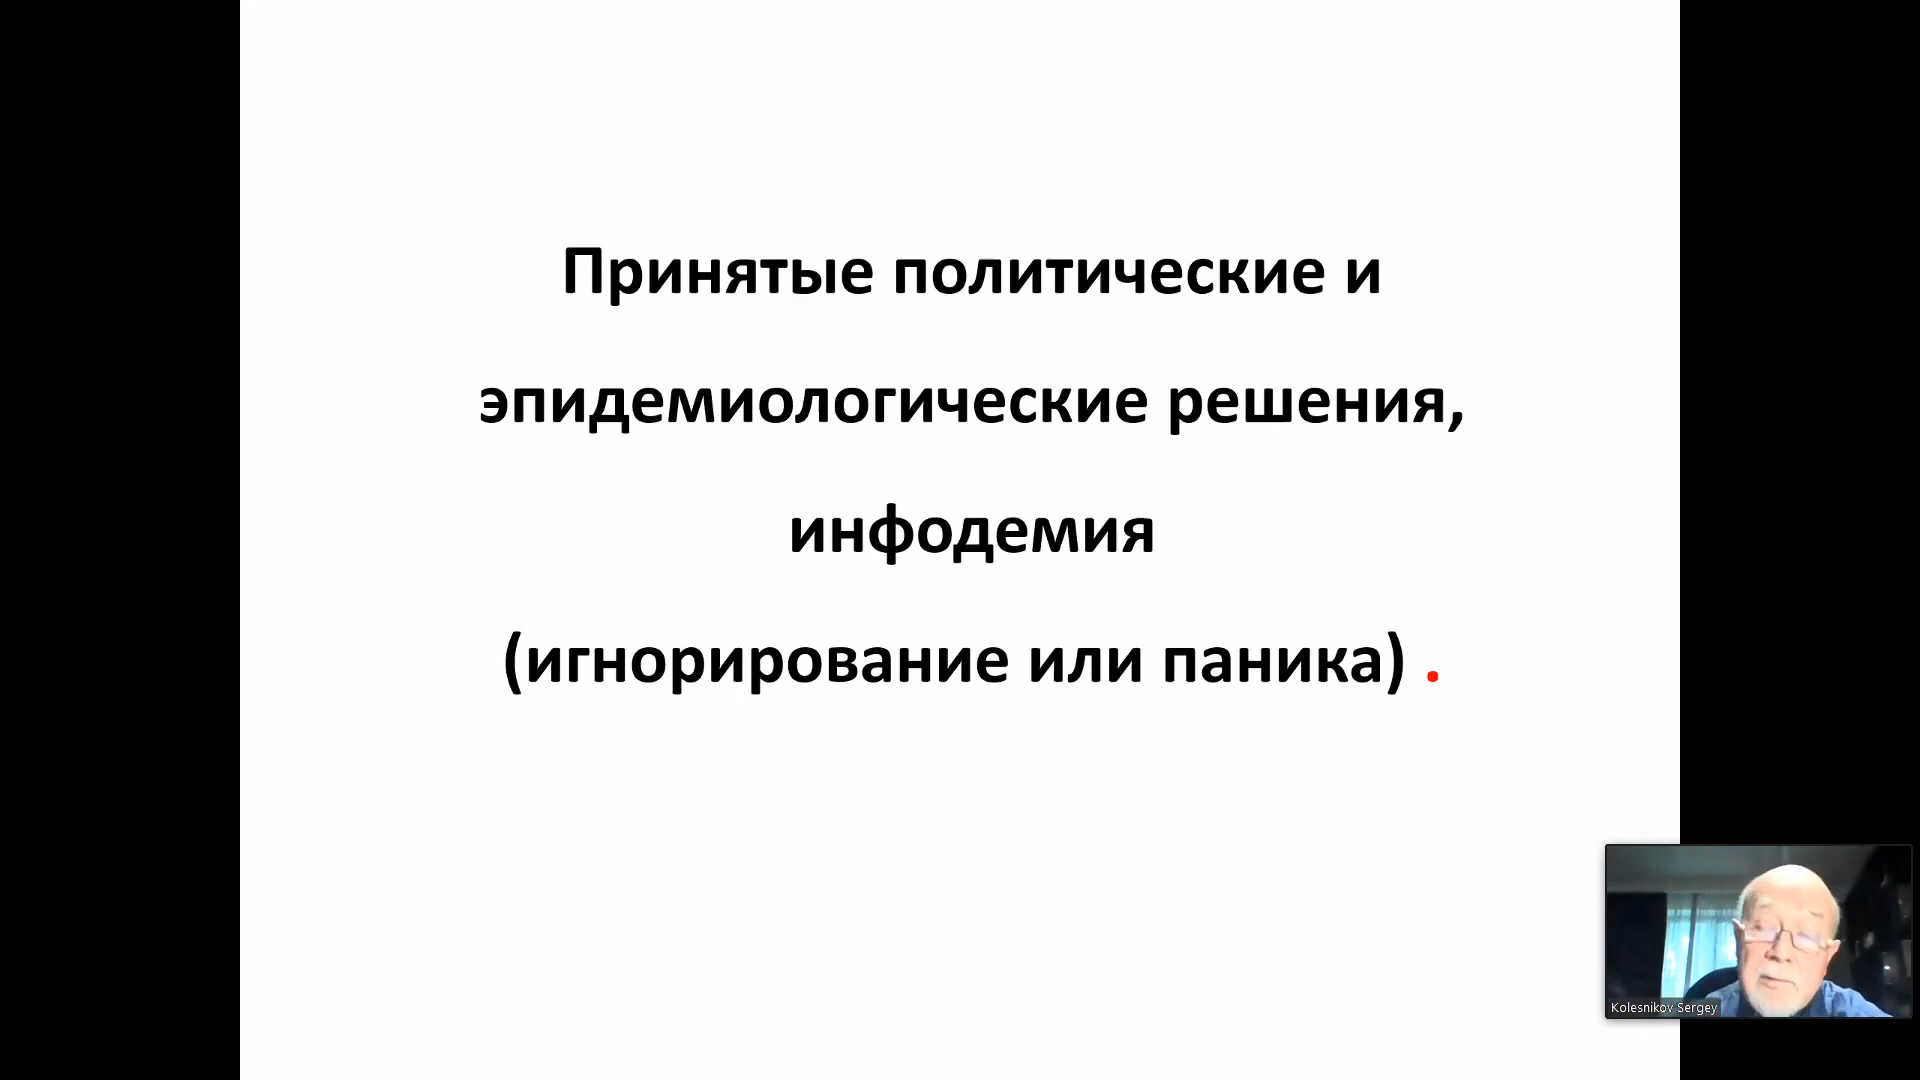 Принятые политические и
эпидемиологические решения,
инфодемия
(игнорирование или паника) .
Kolesnikov Sergey